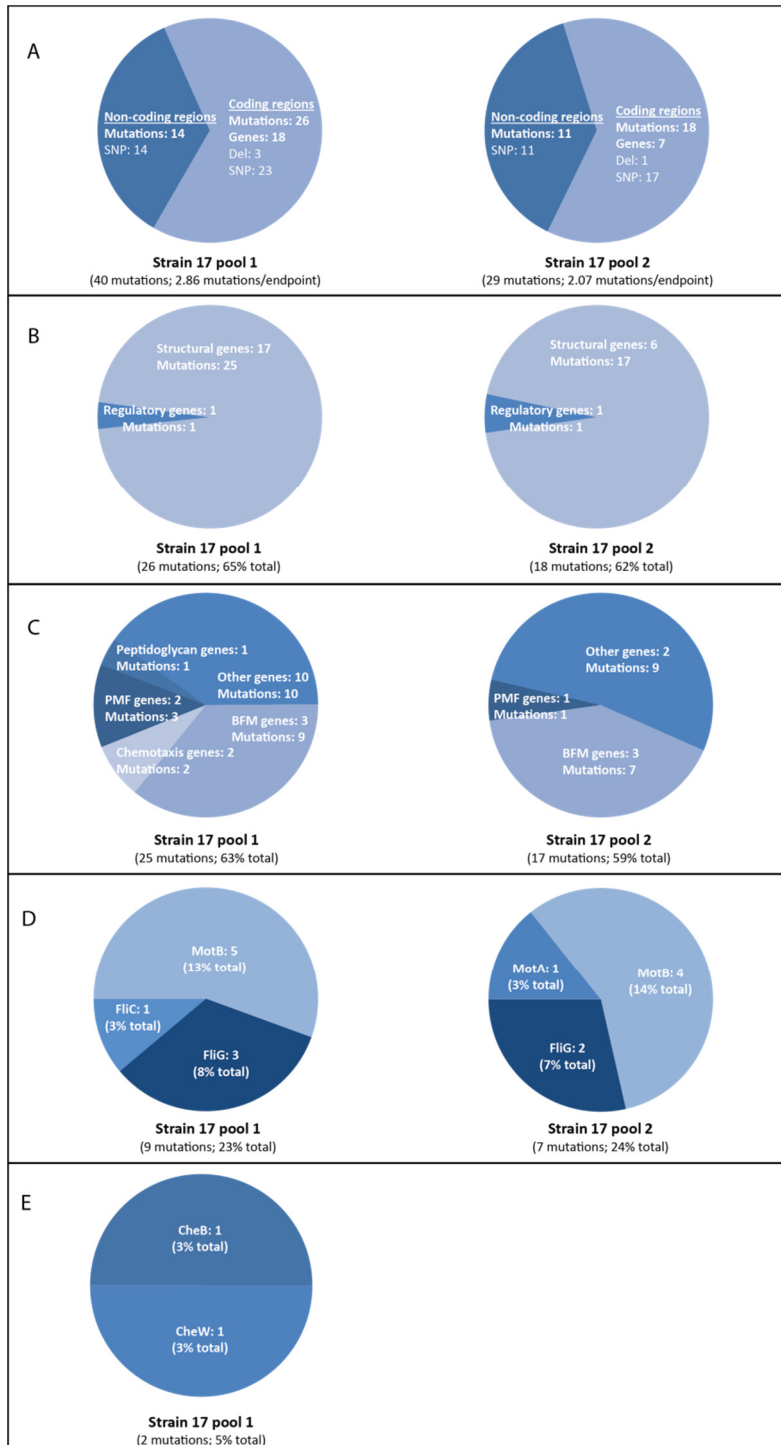 A
Non-coding regions
Mutations: 14
SNP: 14
Coding regions
Mutations: 26
Genes: 18
Del: 3
SNP: 23
Strain 17 pool 1
(40 mutations; 2.86 mutations/endpoint)
Non-coding regions
Mutations: 11
SNP: 11
Coding regions
Mutations: 18
Genes: 7
Del: 1
SNP: 17
Strain 17 pool 2
(29 mutations; 2.07 mutations/endpoint)
B
Structural genes: 17
Mutations: 25
Regulatory genes: 1
Mutations: 1
Strain 17 pool 1
(26 mutations; 65% total)
Structural genes: 6
Mutations: 17
Regulatory genes: 1
Mutations: 1
Strain 17 pool 2
(18 mutations; 62% total)
C
Peptidoglycan genes: 1
Mutations: 1
Other genes: 10
Mutations: 10
PMF genes: 2
Mutations: 3
BFM genes: 3
Mutations: 9
Chemotaxis genes: 2
Mutations: 2
Strain 17 pool 1
(25 mutations; 63% total)
Other genes: 2
Mutations: 9
PMF genes: 1
Mutations: 1
BFM genes: 3
Mutations: 7
Strain 17 pool 2
(17 mutations; 59% total)
D
MotB: 5
(13% total)
FliC: 1
(3% total)
FliG: 3
(8% total)
Strain 17 pool 1
(9 mutations; 23% total)
MotA: 1
(3% total)
MotB: 4
(14% total)
FliG: 2
(7% total)
Strain 17 pool 2
(7 mutations; 24% total)
E
CheB: 1
(3% total)
CheW: 1
(3% total)
Strain 17 pool 1
(2 mutations; 5% total)